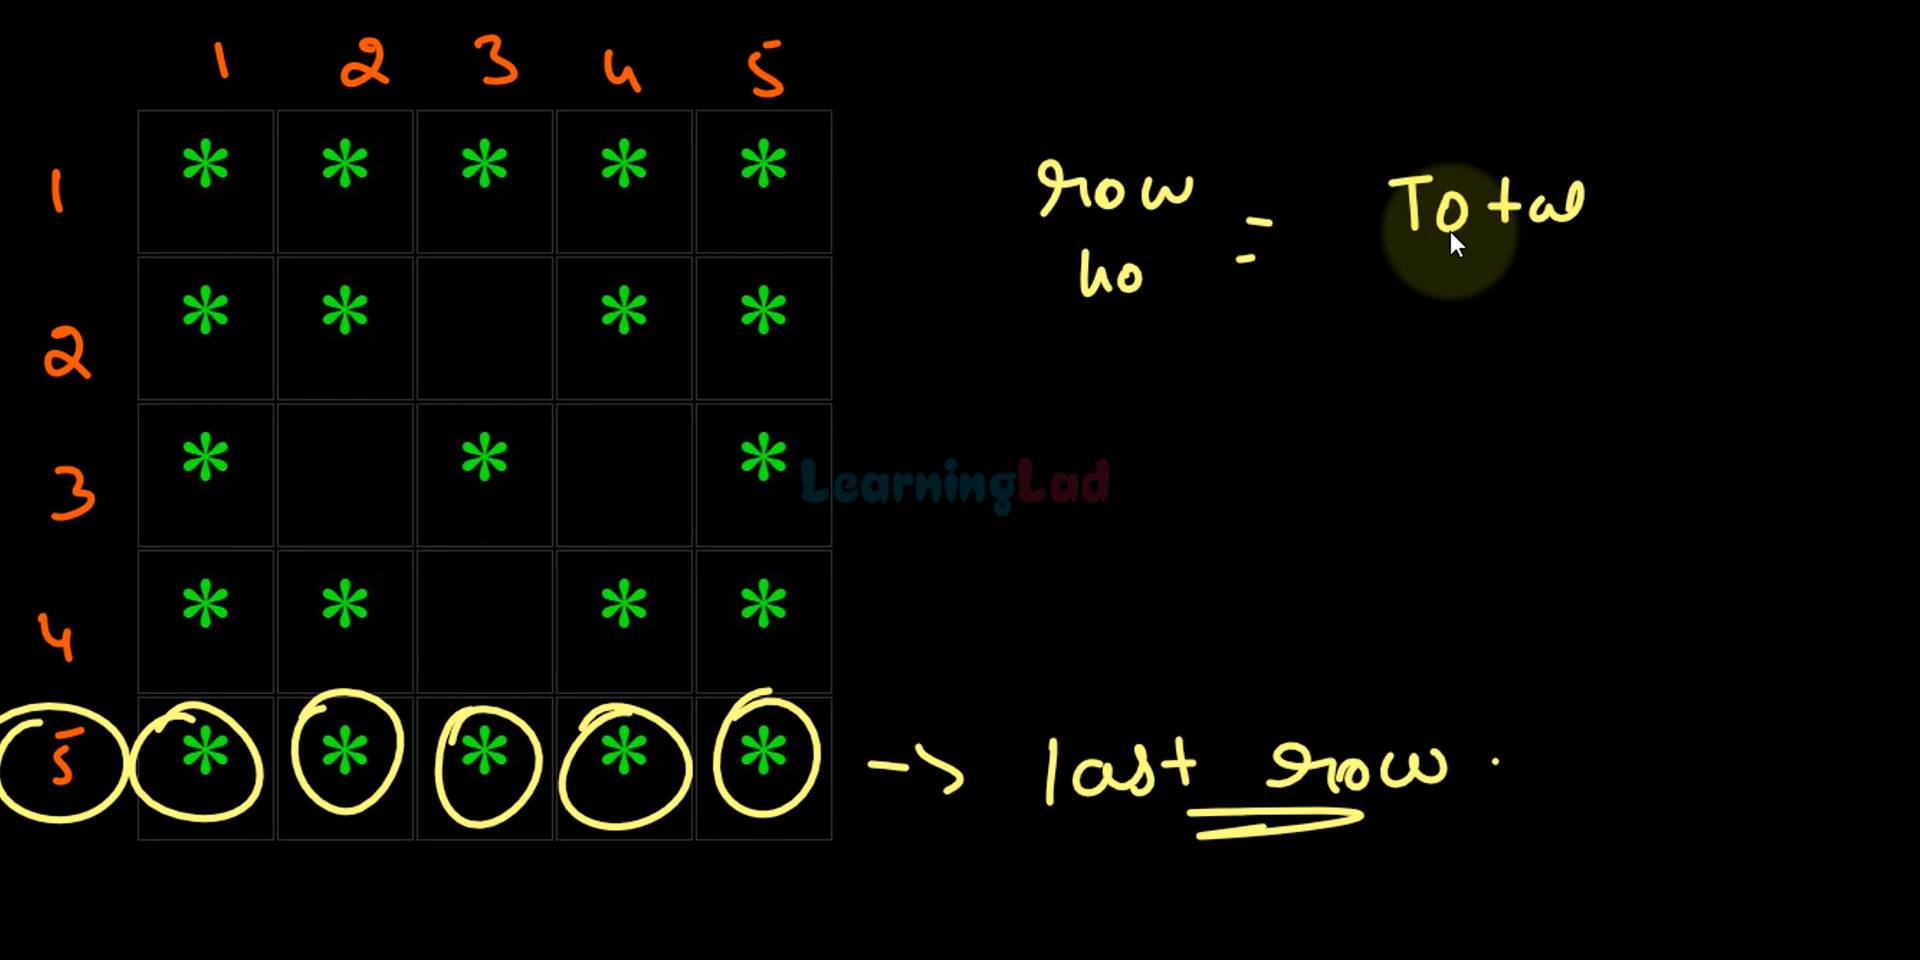 1 2 3 4 5
1 * * * * *
row = Total
no
2 * * * *
3 * * *
LearningLad
4 * * * *
5 * * * * * -> last row .